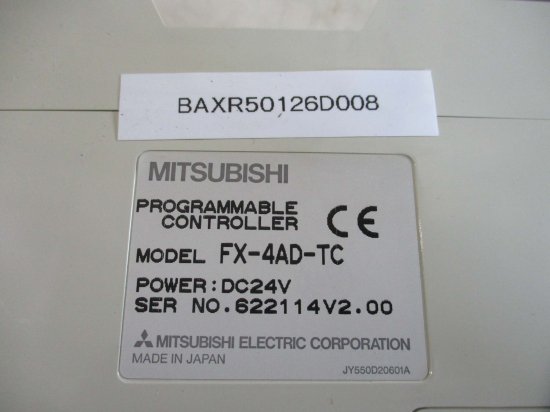 BAXR50126D008
MITSUBISHI
PROGRAMMABLE
CONTROLLER CE
MODEL FX-4AD-TC
POWER:DC24V
SER NO.622114V2.00
MITSUBISHI ELECTRIC CORPORATION
MADE IN JAPAN
JY550D20601A